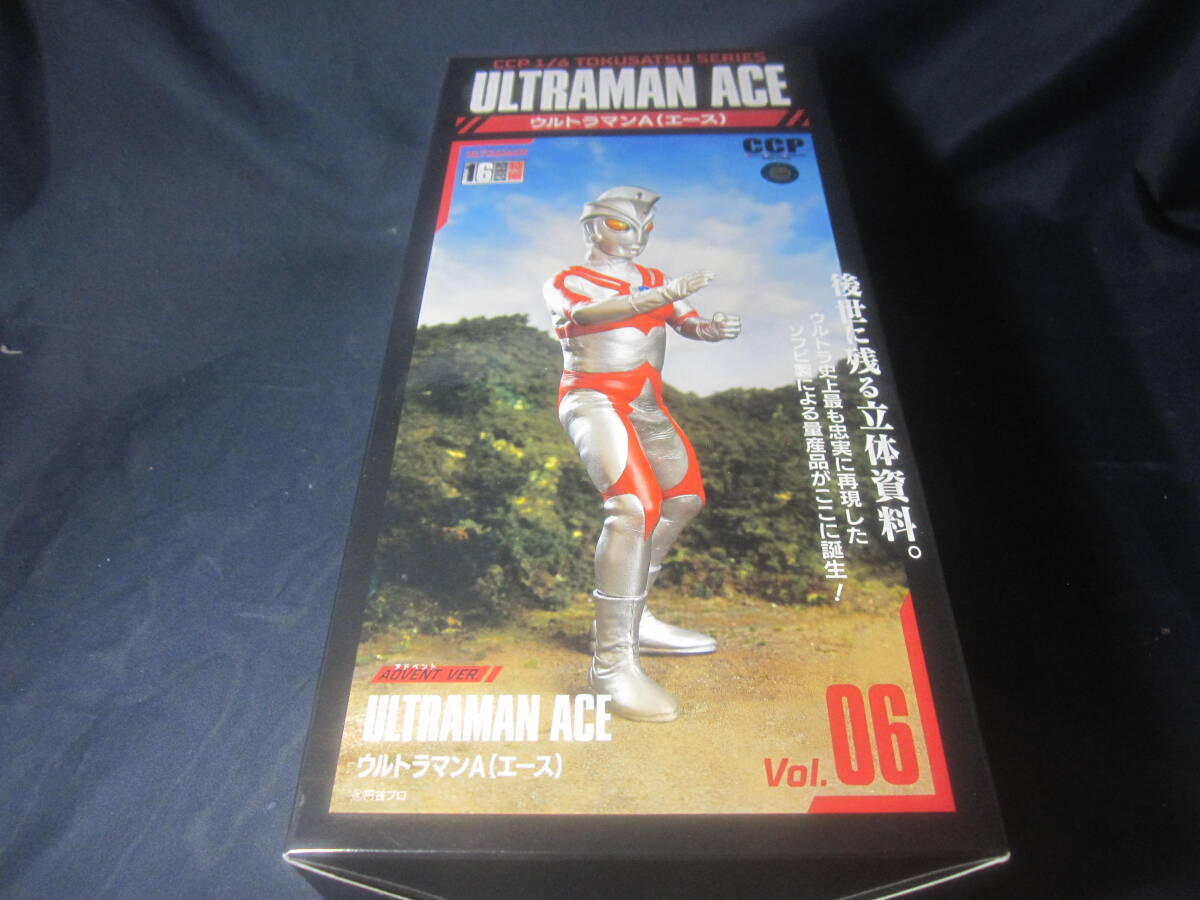 CCP 1/6 TOKUSATSU SERIES
ULTRAMAN ACE
ウルトラマンA(エース)
ULTRAMAN
16
特撮
CCP
後世に残る立体資料。
ウルトラ史上最も忠実に再現した
ソフビ製による量産品がここに誕生!
アドベント
ADVENT VER.
ULTRAMAN ACE
ウルトラマンA(エース)
©円谷プロ
Vol. 06